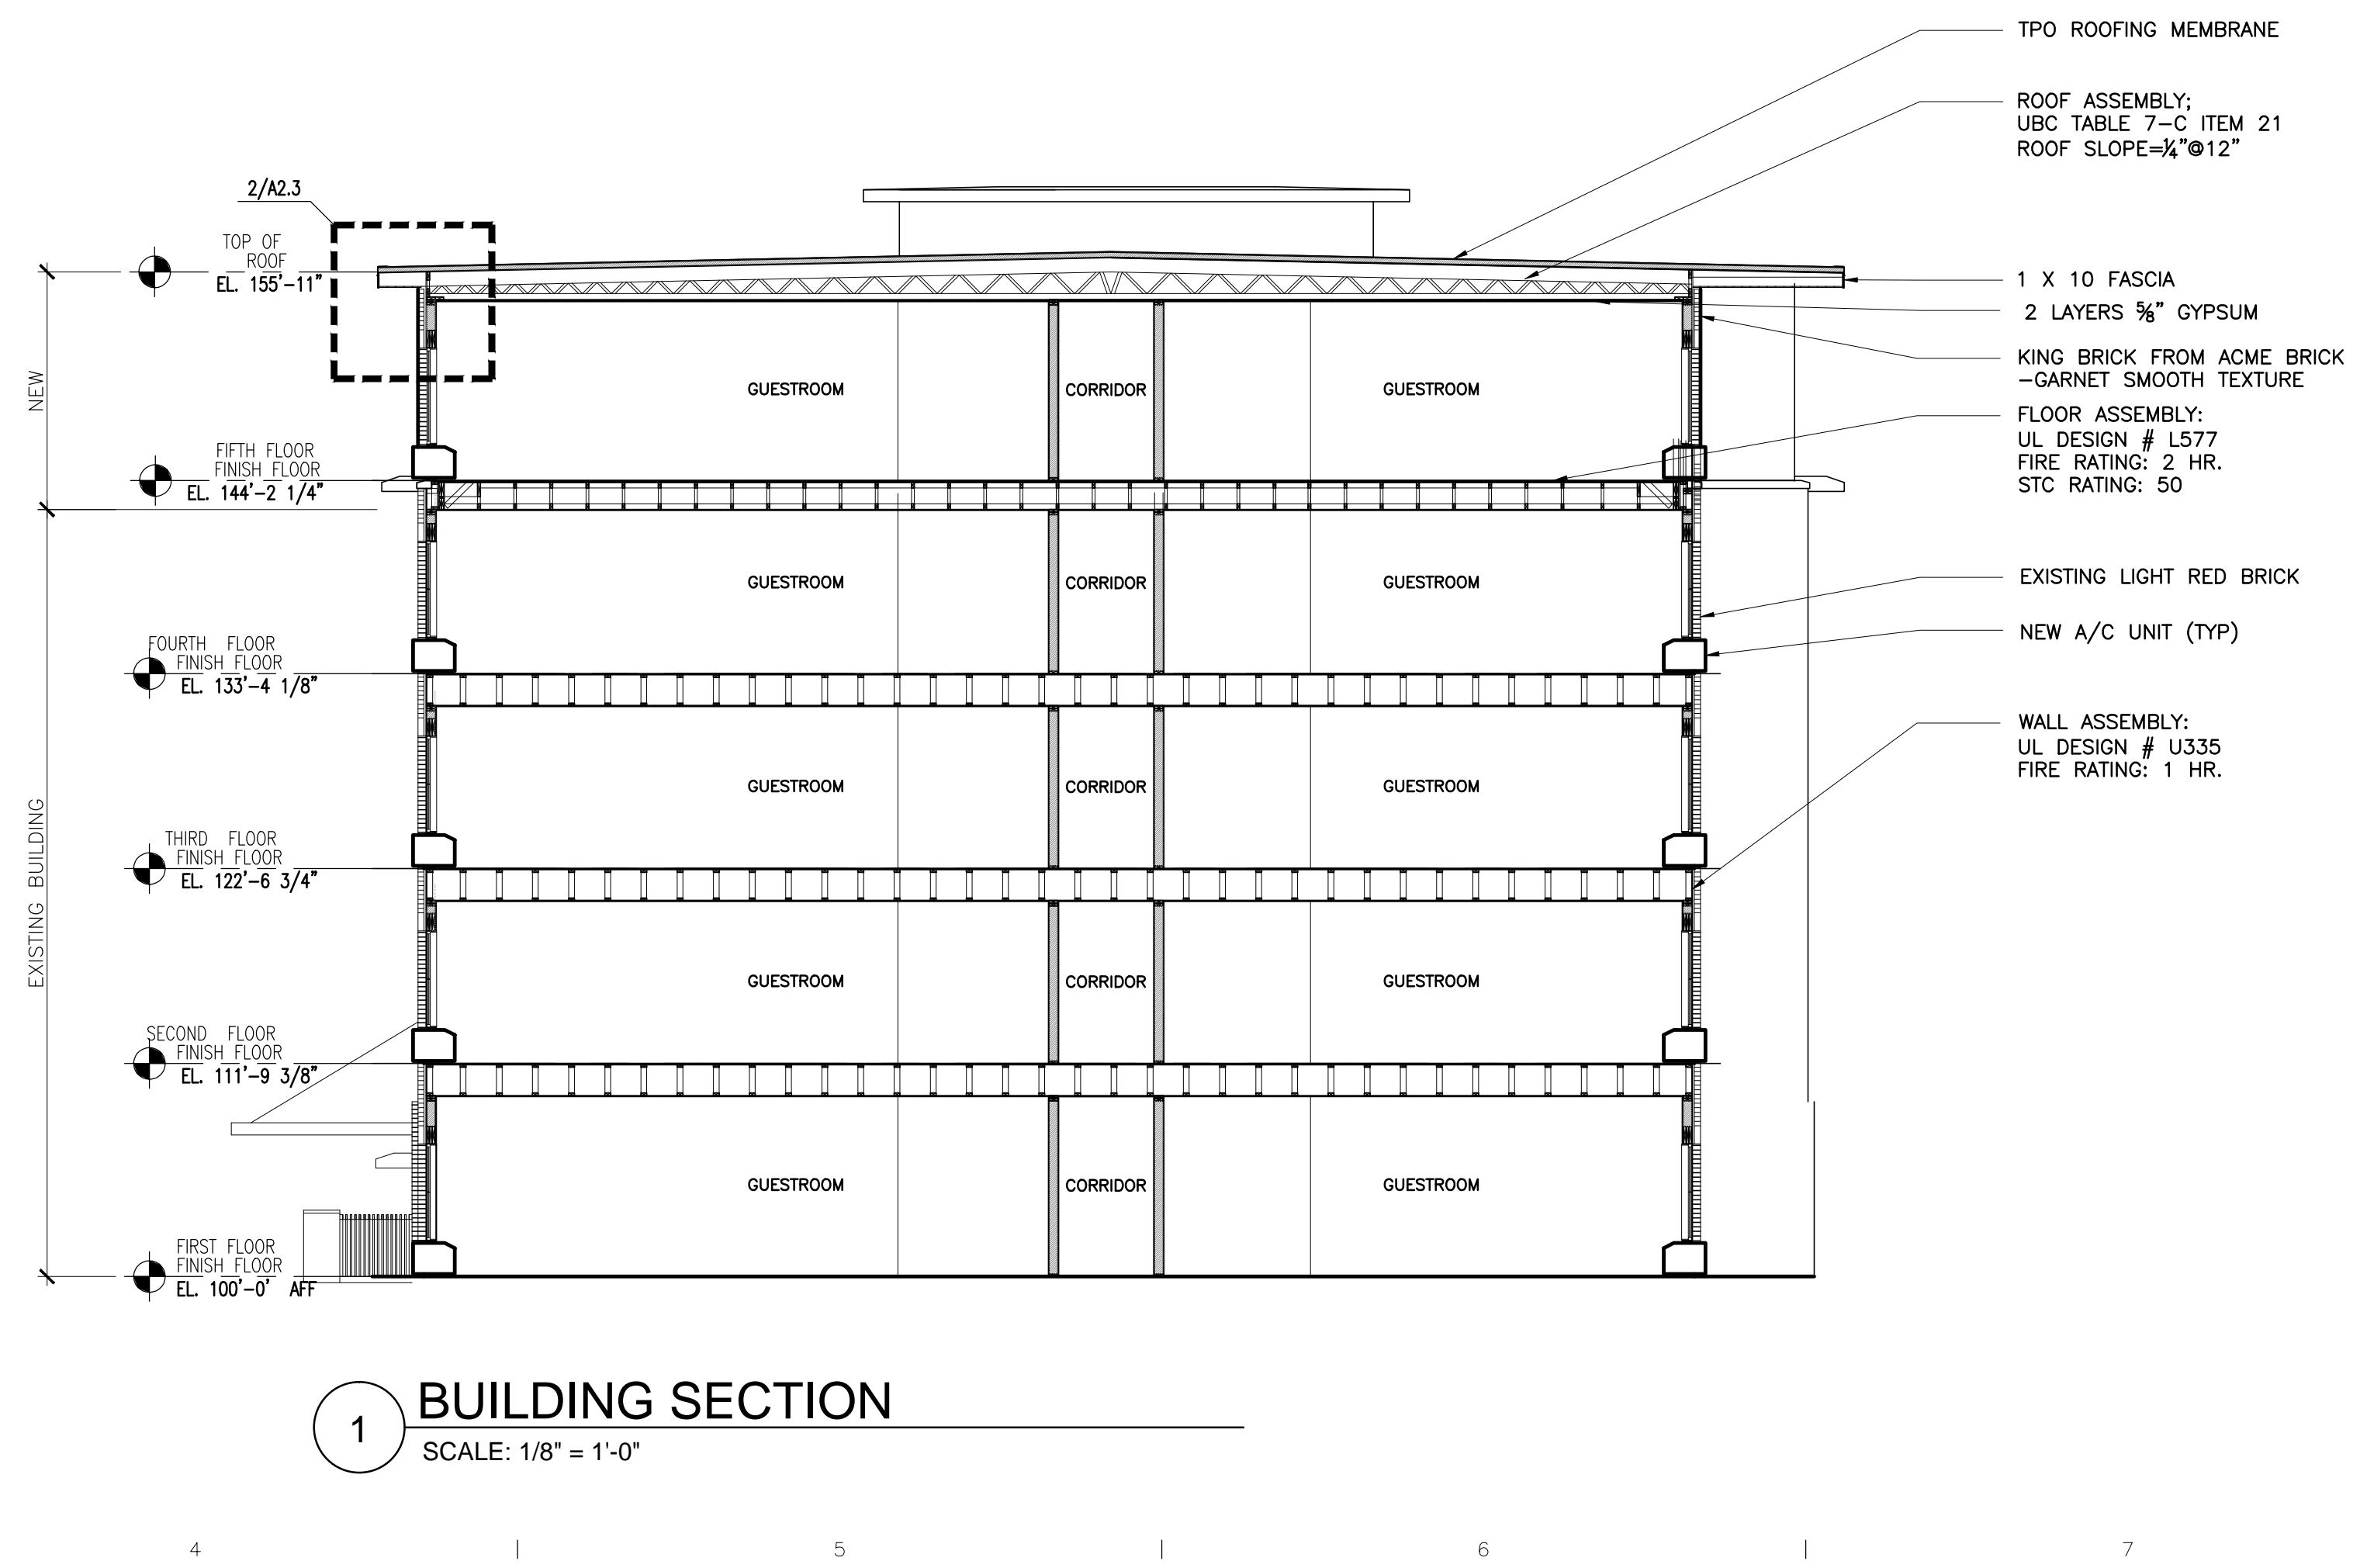 TPO ROOFING MEMBRANE
ROOF ASSEMBLY;
UBC TABLE 7-C ITEM 21
ROOF SLOPE=¼"@12"
2/A2.3
TOP OF
ROOF
EL. 155'-11"
1 X 10 FASCIA
2 LAYERS ⅝" GYPSUM
KING BRICK FROM ACME BRICK
-GARNET SMOOTH TEXTURE
NEW
GUESTROOM CORRIDOR GUESTROOM
FLOOR ASSEMBLY:
UL DESIGN # L577
FIRE RATING: 2 HR.
STC RATING: 50
FIFTH FLOOR
FINISH FLOOR
EL. 144'-2 1/4"
GUESTROOM CORRIDOR GUESTROOM
EXISTING LIGHT RED BRICK
NEW A/C UNIT (TYP)
FOURTH FLOOR
FINISH FLOOR
EL. 133'-4 1/8"
WALL ASSEMBLY:
UL DESIGN # U335
FIRE RATING: 1 HR.
GUESTROOM CORRIDOR GUESTROOM
EXISTING BUILDING
THIRD FLOOR
FINISH FLOOR
EL. 122'-6 3/4"
GUESTROOM CORRIDOR GUESTROOM
SECOND FLOOR
FINISH FLOOR
EL. 111'-9 3/8"
GUESTROOM CORRIDOR GUESTROOM
FIRST FLOOR
FINISH FLOOR
EL. 100'-0' AFF
1 BUILDING SECTION
SCALE: 1/8" = 1'-0"
4 5 6 7